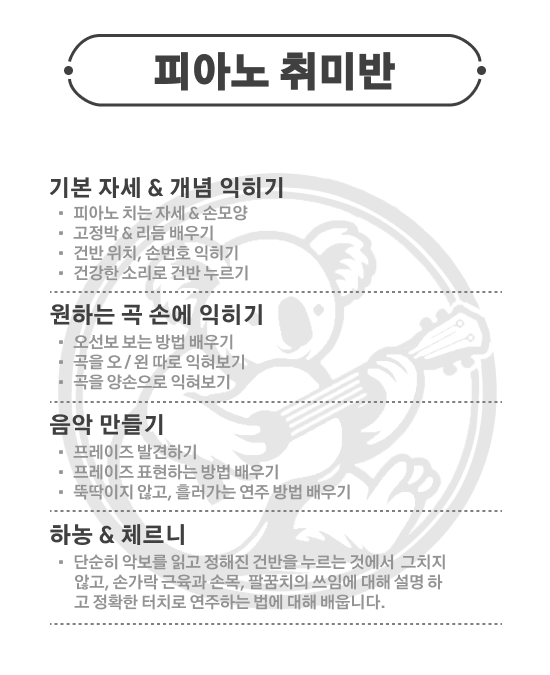 피아노 취미반
기본 자세 & 개념 익히기
▪ 피아노 치는 자세 & 손모양
▪ 고정박 & 리듬 배우기
▪ 건반 위치, 손번호 익히기
▪ 건강한 소리로 건반 누르기
원하는 곡 손에 익히기
▪ 오선보 보는 방법 배우기
▪ 곡을 오 / 왼 따로 익혀보기
▪ 곡을 양손으로 익혀보기
음악 만들기
▪ 프레이즈 발견하기
▪ 프레이즈 표현하는 방법 배우기
▪ 뚝딱이지 않고, 흘러가는 연주 방법 배우기
하농 & 체르니
▪ 단순히 악보를 읽고 정해진 건반을 누르는 것에서 그치지
않고, 손가락 근육과 손목, 팔꿈치의 쓰임에 대해 설명 하
고 정확한 터치로 연주하는 법에 대해 배웁니다.